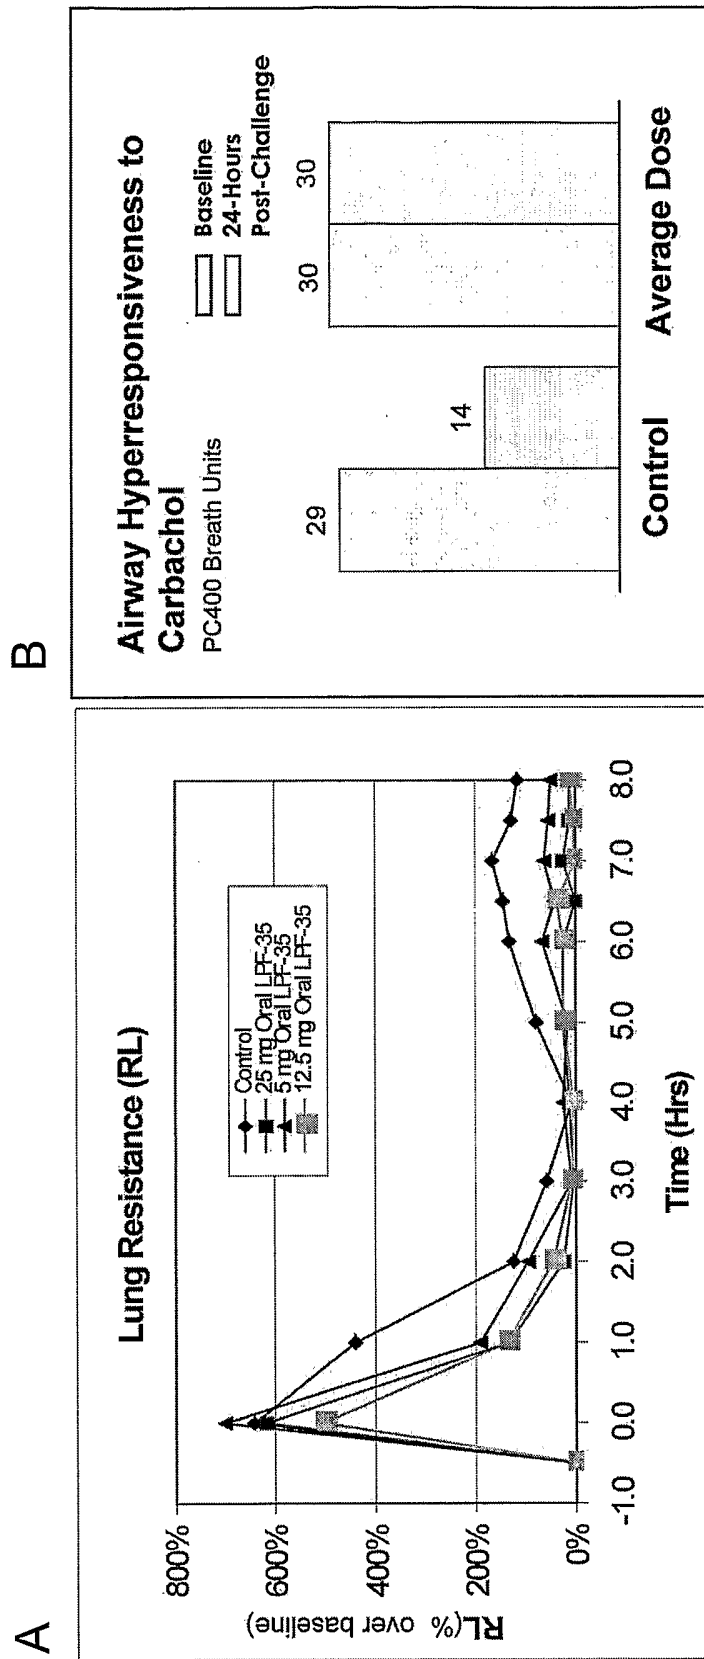 A
Lung Resistance (RL)
800%
600%
400%
200%
0%
RL(% over baseline)
Control
25 mg Oral LPF-35
5 mg Oral LPF-35
12.5 mg Oral LPF-35
-1.0 0.0 1.0 2.0 3.0 4.0 5.0 6.0 7.0 8.0
Time (Hrs)
B
Airway Hyperresponsiveness to
Carbachol
PC400 Breath Units
Baseline
24-Hours
Post-Challenge
29
14
30
30
Control
Average Dose